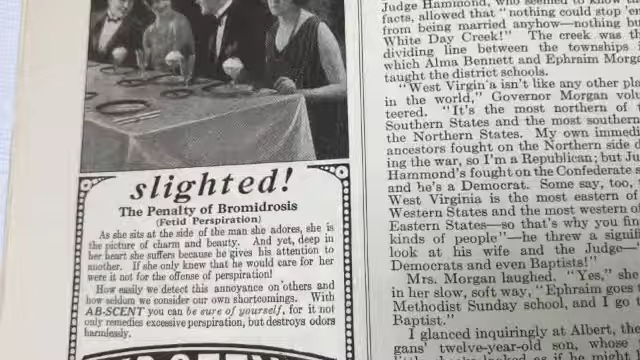 slighted!
The Penalty of Bromidrosis
(Fetid Perspiration)
As she sits at the side of the man she adores, she is
the picture of charm and beauty. And yet, deep in
her heart she suffers because he gives his attention to
another. If she only knew that he would care for her
were it not for the offense of perspiration!
How easily we detect this annoyance on others and
how seldom we consider our own shortcomings. With
AB-SCENT you can be sure of yourself, for it not
only remedies excessive perspiration, but destroys odors
harmlessly.
Judge Hammond, who seemed to know
facts, allowed that "nothing could stop 'em
from being married anyhow—nothing but
White Day Creek!" The creek was th
dividing line between the townships
which Alma Bennett and Ephraim Morga
taught the district schools.
"West Virgin'a isn't like any other pla
in the world," Governor Morgan volu
teered. "It's the most northern of
Southern States and the most southern
the Northern States. My own immedi
ancestors fought on the Northern side d
ing the war, so I'm a Republican; but Ju
Hammond's fought on the Confederate s
and he's a Democrat. Some say, too,
West Virginia is the most eastern of
Western States and the most western of
Eastern States—so that's why you fin
kinds of people"—he threw a signifi
look at his wife and the Judge—
Democrats and even Baptists!"
Mrs. Morgan laughed. "Yes," she
in her slow, soft way, "Ephraim goes t
Methodist Sunday school, and I go
Baptist."
I glanced inquiringly at Albert, the
gans' twelve-year-old son, whose